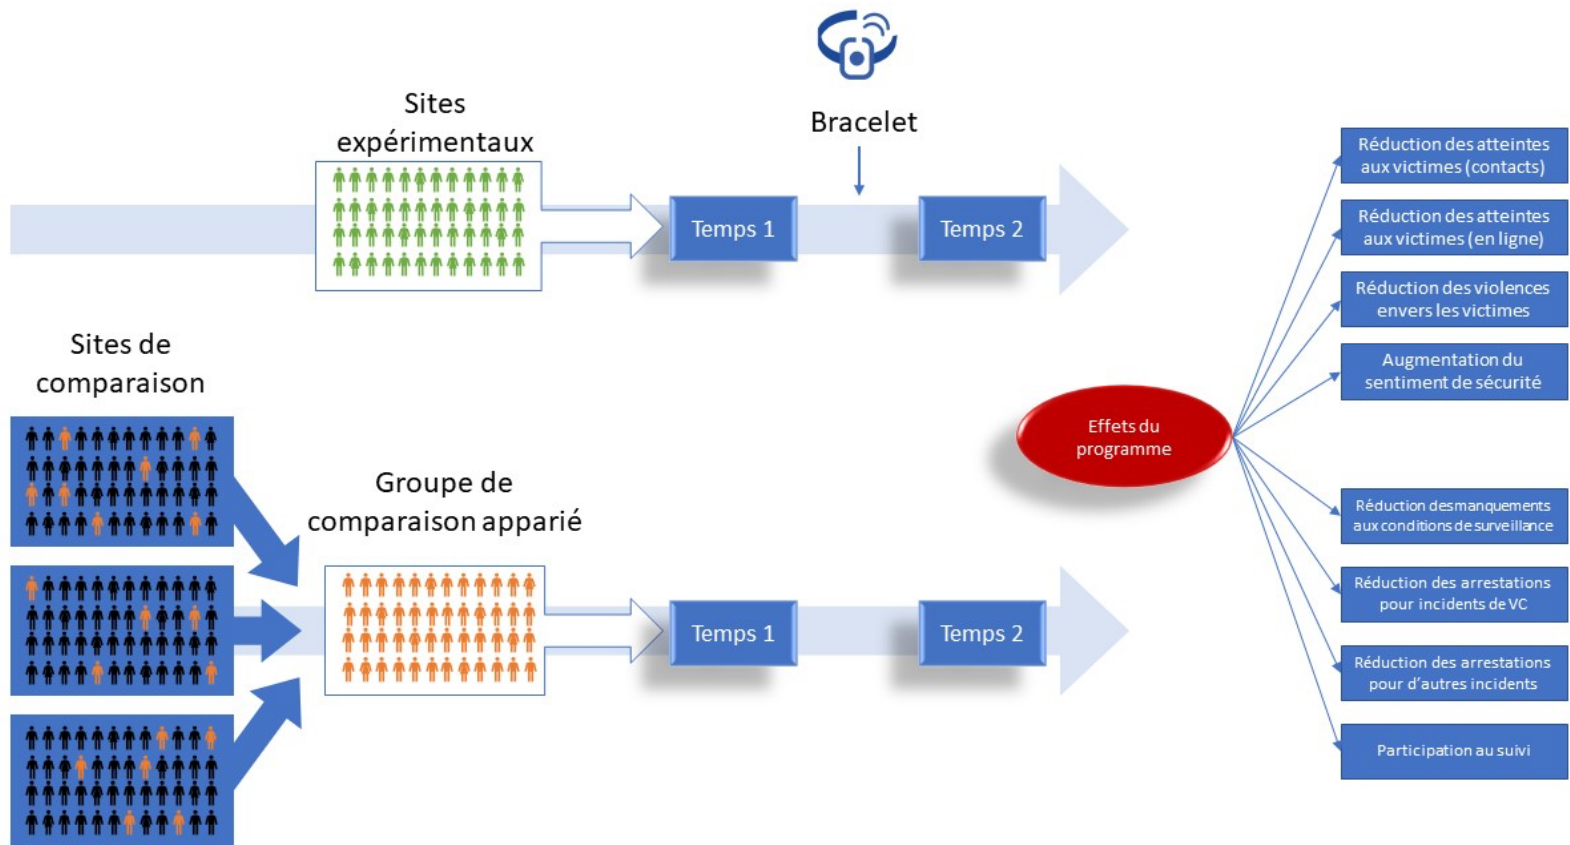 Sites
expérimentaux
Bracelet
Temps 1
Temps 2
Sites de
comparaison
Groupe de
comparaison apparié
Temps 1
Temps 2
Effets du
programme
Réduction des atteintes
aux victimes (contacts)
Réduction des atteintes
aux victimes (en ligne)
Réduction des violences
envers les victimes
Augmentation du
sentiment de sécurité
Réduction desmanquements
aux conditions de surveillance
Réduction des arrestations
pour incidents de VC
Réduction des arrestations
pour d'autres incidents
Participation au suivi